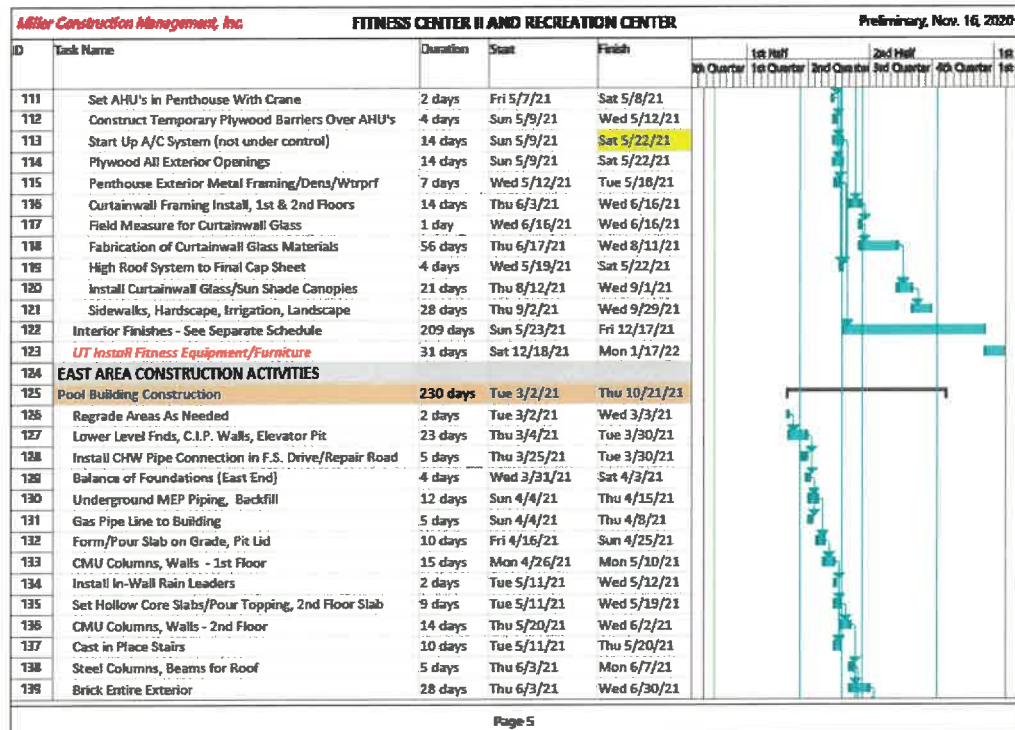 Miller Construction Management, Inc. FITNESS CENTER II AND RECREATION CENTER Preliminary, Nov. 16, 2020
ID Task Name Duration Start Finish
1st Half 2nd Half 1st
4th Quarter 1st Quarter 2nd Quarter 3rd Quarter 4th Quarter 1st
111 Set AHU's in Penthouse With Crane 2 days Fri 5/7/21 Sat 5/8/21
112 Construct Temporary Plywood Barriers Over AHU's 4 days Sun 5/9/21 Wed 5/12/21
113 Start Up A/C System (not under control) 14 days Sun 5/9/21 Sat 5/22/21
114 Plywood All Exterior Openings 14 days Sun 5/9/21 Sat 5/22/21
115 Penthouse Exterior Metal Framing/Dens/Wtrprf 7 days Wed 5/12/21 Tue 5/18/21
116 Curtainwall Framing Install, 1st & 2nd Floors 14 days Thu 6/3/21 Wed 6/16/21
117 Field Measure for Curtainwall Glass 1 day Wed 6/16/21 Wed 6/16/21
118 Fabrication of Curtainwall Glass Materials 56 days Thu 6/17/21 Wed 8/11/21
119 High Roof System to Final Cap Sheet 4 days Wed 5/19/21 Sat 5/22/21
120 Install Curtainwall Glass/Sun Shade Canopies 21 days Thu 8/12/21 Wed 9/1/21
121 Sidewalks, Hardscape, Irrigation, Landscape 28 days Thu 9/2/21 Wed 9/29/21
122 Interior Finishes - See Separate Schedule 209 days Sun 5/23/21 Fri 12/17/21
123 UT Install Fitness Equipment/Furniture 31 days Sat 12/18/21 Mon 1/17/22
124 EAST AREA CONSTRUCTION ACTIVITIES
125 Pool Building Construction 230 days Tue 3/2/21 Thu 10/21/21
126 Regrade Areas As Needed 2 days Tue 3/2/21 Wed 3/3/21
127 Lower Level Fnds, C.I.P. Walls, Elevator Pit 23 days Thu 3/4/21 Tue 3/30/21
128 Install CHW Pipe Connection in F.S. Drive/Repair Road 5 days Thu 3/25/21 Tue 3/30/21
129 Balance of Foundations (East End) 4 days Wed 3/31/21 Sat 4/3/21
130 Underground MEP Piping, Backfill 12 days Sun 4/4/21 Thu 4/15/21
131 Gas Pipe Line to Building 5 days Sun 4/4/21 Thu 4/8/21
132 Form/Pour Slab on Grade, Pit Lid 10 days Fri 4/16/21 Sun 4/25/21
133 CMU Columns, Walls - 1st Floor 15 days Mon 4/26/21 Mon 5/10/21
134 Install In-Wall Rain Leaders 2 days Tue 5/11/21 Wed 5/12/21
135 Set Hollow Core Slabs/Pour Topping, 2nd Floor Slab 9 days Tue 5/11/21 Wed 5/19/21
136 CMU Columns, Walls - 2nd Floor 14 days Thu 5/20/21 Wed 6/2/21
137 Cast in Place Stairs 10 days Tue 5/11/21 Thu 5/20/21
138 Steel Columns, Beams for Roof 5 days Thu 6/3/21 Mon 6/7/21
139 Brick Entire Exterior 28 days Thu 6/3/21 Wed 6/30/21
Page 5